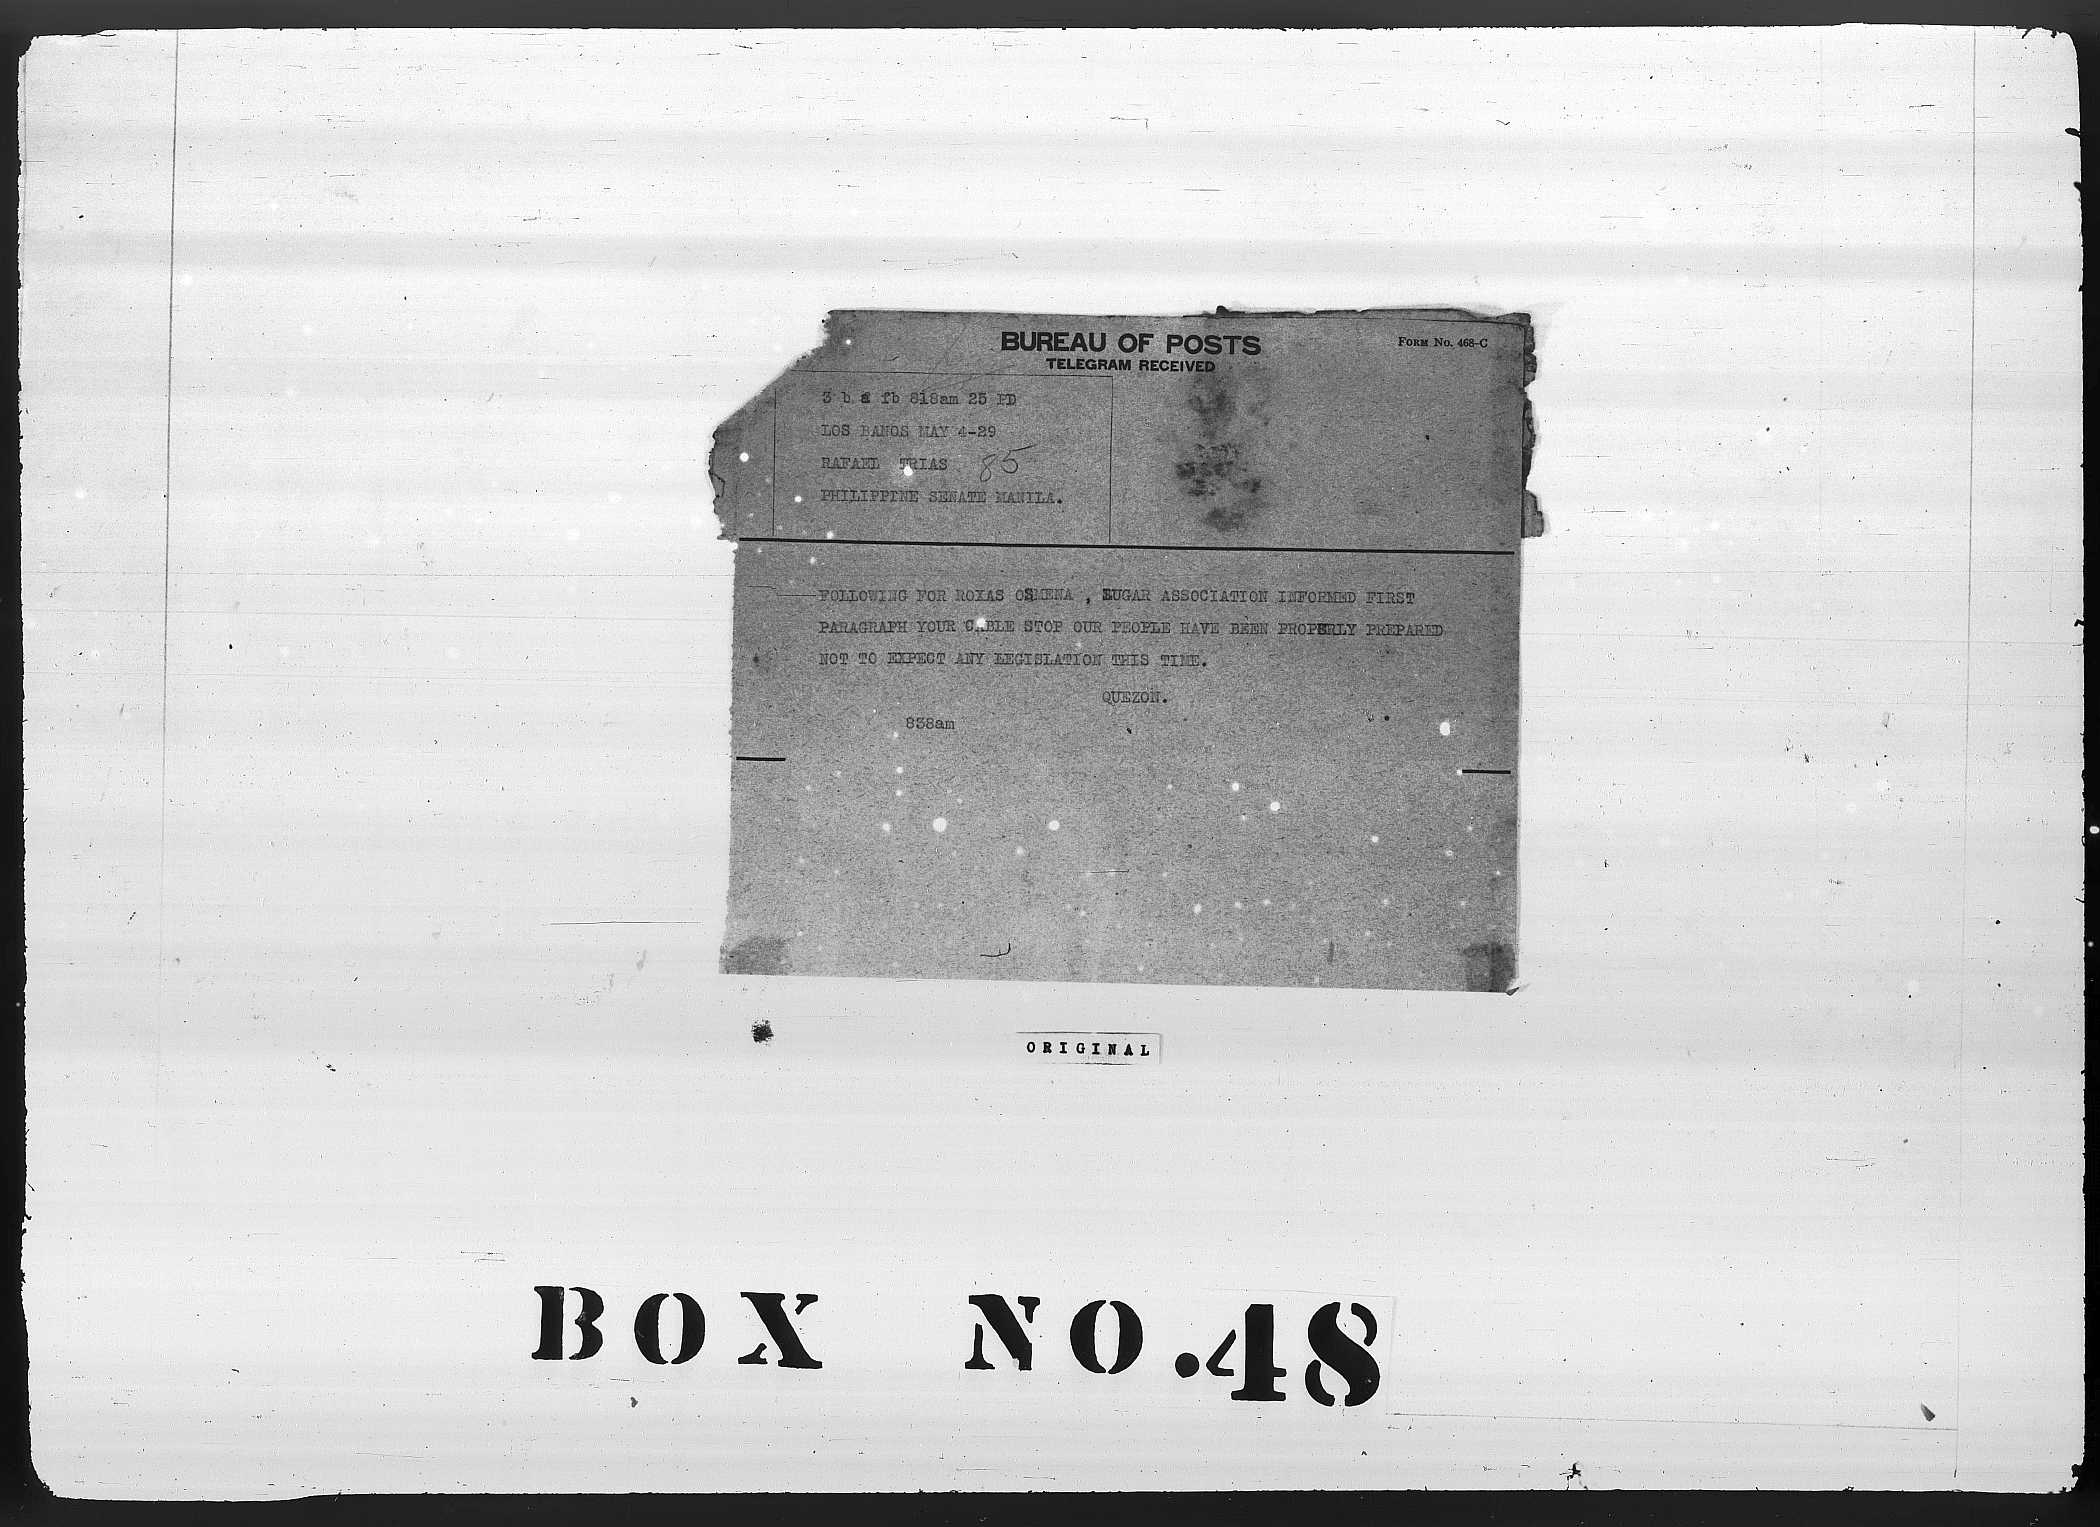 BUREAU OF POSTS
TELEGRAM RECEIVED
FORM No. 468-C
3 b a fb 818am 25 PD
LOS BANOS MAY 4-29
RAFAEL TRIAS 85
PHILIPPINE SENATE MANILA.
FOLLOWING FOR ROXAS OSMENA , SUGAR ASSOCIATION INFORMED FIRST
PARAGRAPH YOUR CABLE STOP OUR PEOPLE HAVE BEEN PROPERLY PREPARED
NOT TO EXPECT ANY LEGISLATION THIS TIME.
QUEZON.
838am
ORIGINAL
BOX NO.48